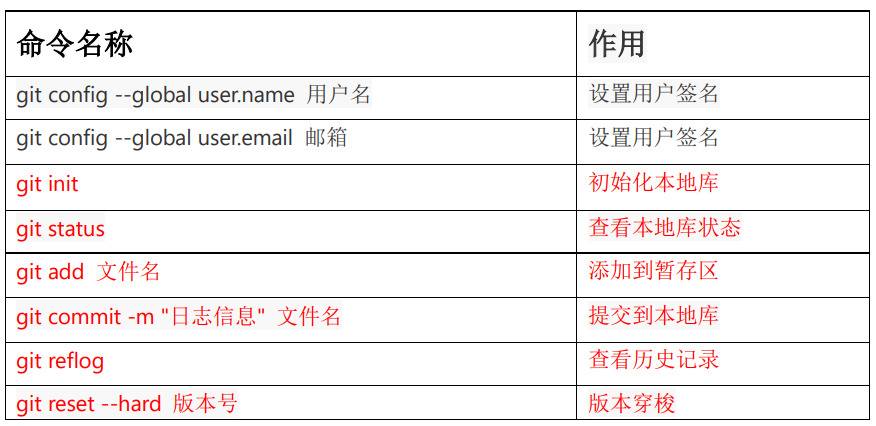 命令名称 作用
git config --global user.name 用户名 设置用户签名
git config --global user.email 邮箱 设置用户签名
git init 初始化本地库
git status 查看本地库状态
git add 文件名 添加到暂存区
git commit -m "日志信息" 文件名 提交到本地库
git reflog 查看历史记录
git reset --hard 版本号 版本穿梭